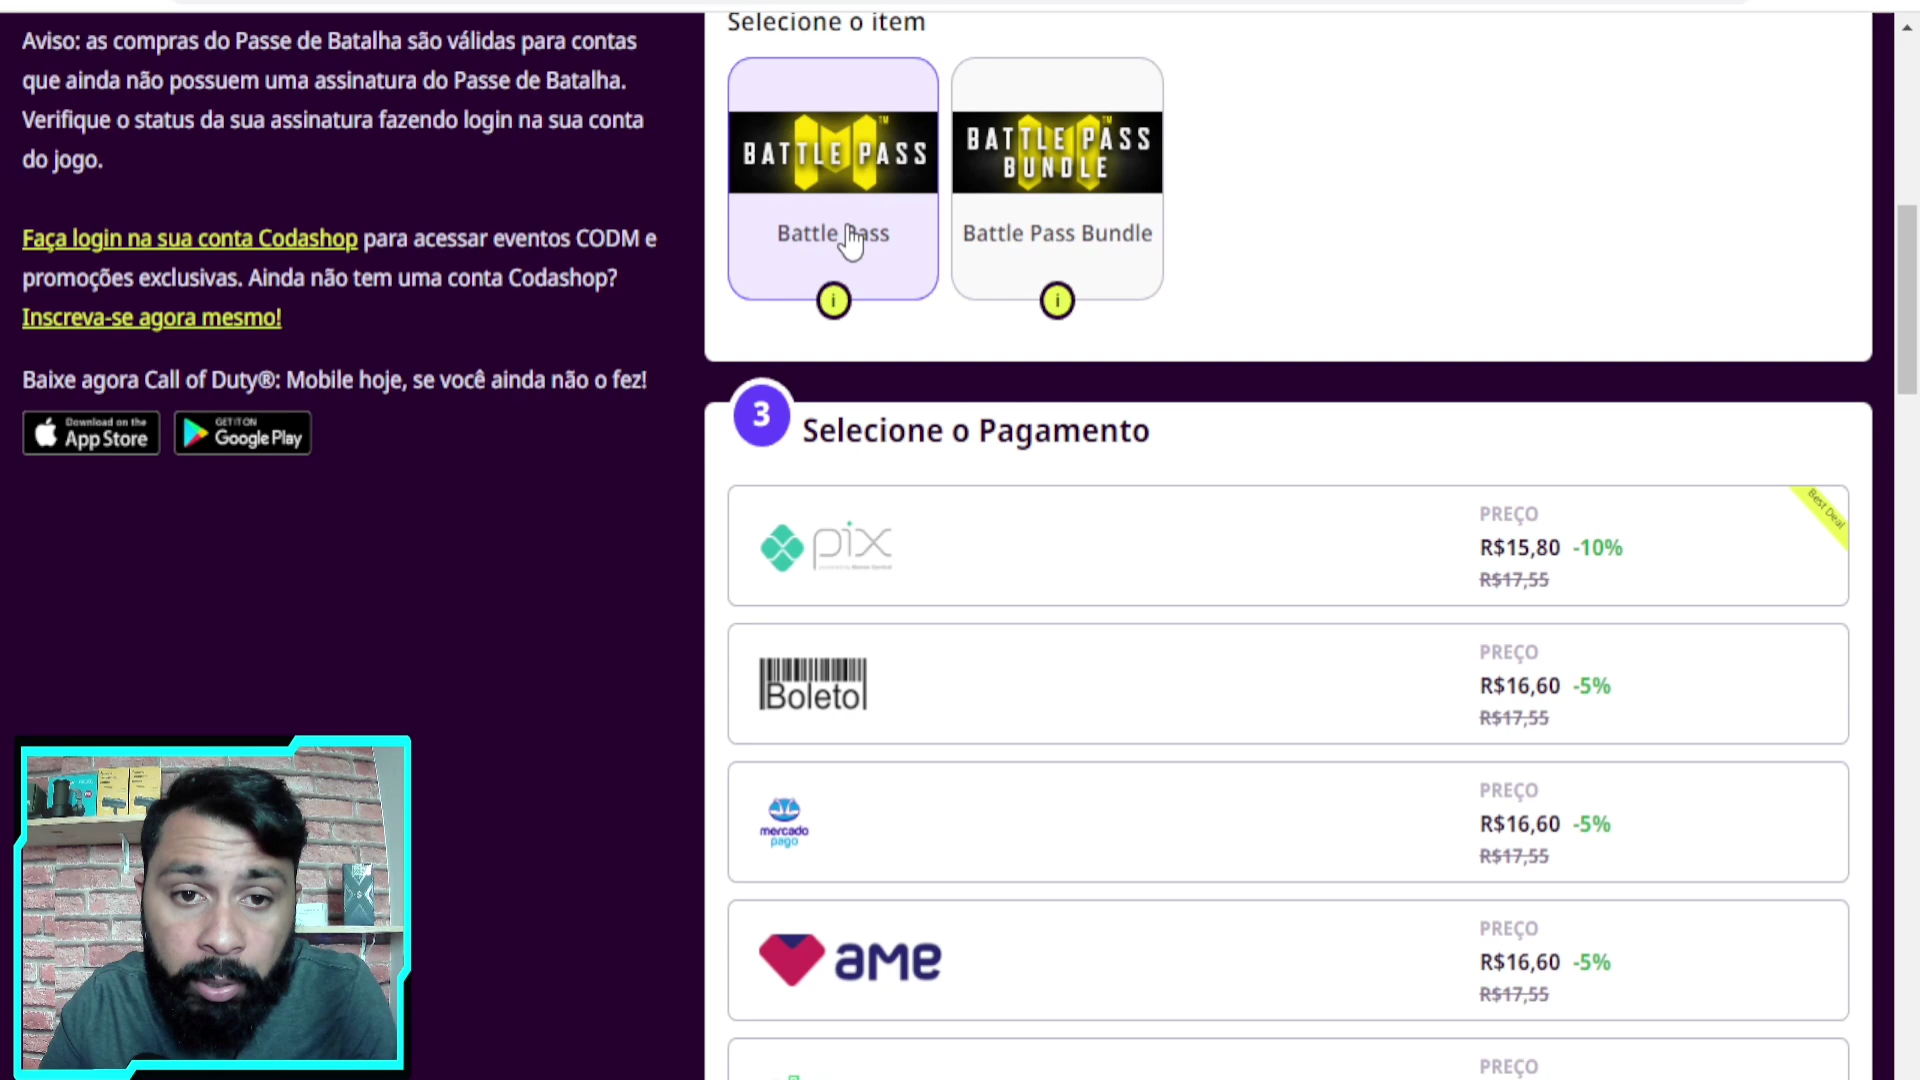 Aviso: as compras do Passe de Batalha são válidas para contas
que ainda não possuem uma assinatura do Passe de Batalha.
Verifique o status da sua assinatura fazendo login na sua conta
do jogo.
Faça login na sua conta Codashop para acessar eventos CODM e
promoções exclusivas. Ainda não tem uma conta Codashop?
Inscreva-se agora mesmo!
Baixe agora Call of Duty®: Mobile hoje, se você ainda não o fez!
Download on the
App Store
GET IT ON
Google Play
Selecione o item
BATTLE PASS™
Battle Pass
i
BATTLE PASS™
BUNDLE
Battle Pass Bundle
i
3
Selecione o Pagamento
pix
PREÇO
R$15,80 -10%
R$17,55
Best Deal
Boleto
PREÇO
R$16,60 -5%
R$17,55
mercado
pago
PREÇO
R$16,60 -5%
R$17,55
ame
PREÇO
R$16,60 -5%
R$17,55
PREÇO